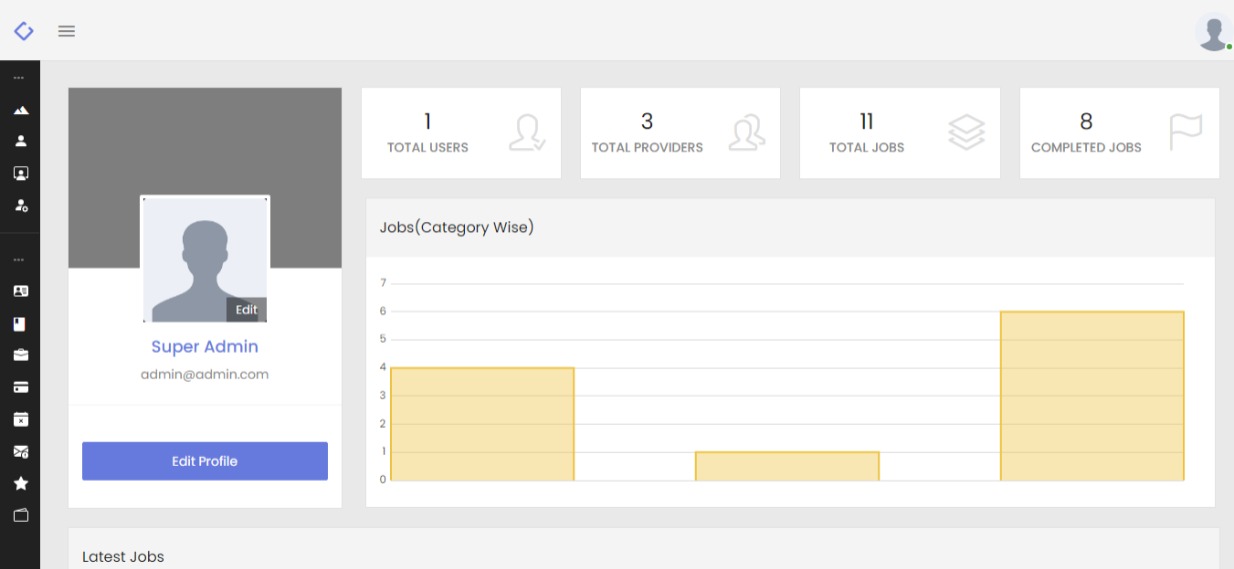 1
TOTAL USERS
3
TOTAL PROVIDERS
11
TOTAL JOBS
8
COMPLETED JOBS
Edit
Super Admin
admin@admin.com
Edit Profile
Jobs(Category Wise)
7
6
5
4
3
2
1
0
Latest Jobs